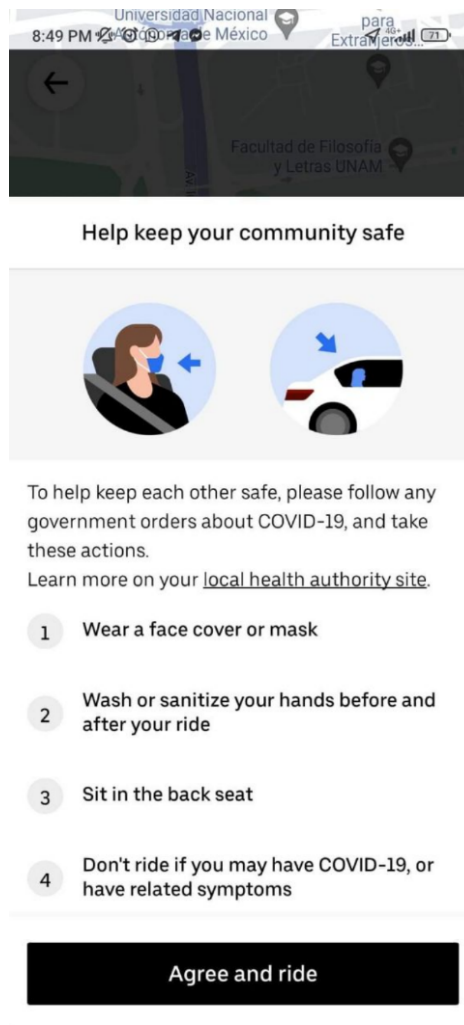 Universidad Nacional
para
8:49 PM
de México
4G+
71
Facultad de Filosofía
y Letras UNAM
Help keep your community safe
To help keep each other safe, please follow any
government orders about COVID-19, and take
these actions.
Learn more on your local health authority site.
1 Wear a face cover or mask
2 Wash or sanitize your hands before and
after your ride
3 Sit in the back seat
4 Don't ride if you may have COVID-19, or
have related symptoms
Agree and ride